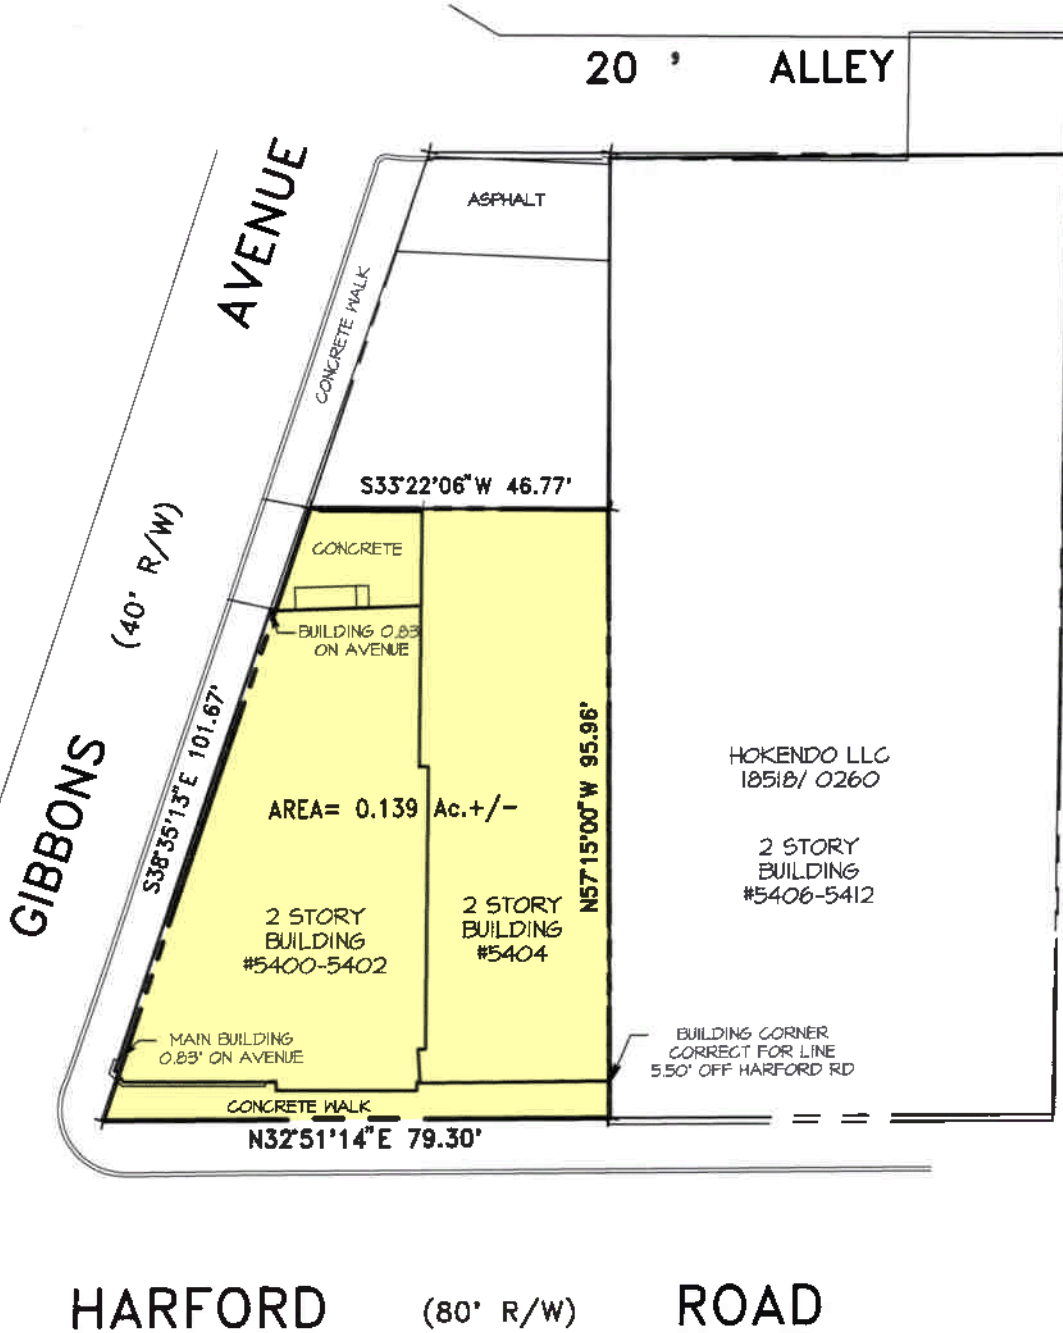 20 ' ALLEY
AVENUE
ASPHALT
CONCRETE WALK
S33°22'06"W 46.77'
(40' R/W)
CONCRETE
BUILDING 0.83
ON AVENUE
S38°35'13"E 101.67'
N57°15'00"W 95.96'
GIBBONS
HOKENDO LLC
18518/ 0260
AREA= 0.139 Ac.+/-
2 STORY
BUILDING
#5406-5412
2 STORY
BUILDING
#5400-5402
2 STORY
BUILDING
#5404
MAIN BUILDING
0.83' ON AVENUE
BUILDING CORNER
CORRECT FOR LINE
5.50' OFF HARFORD RD
CONCRETE WALK
N32°51'14"E 79.30'
HARFORD (80' R/W) ROAD